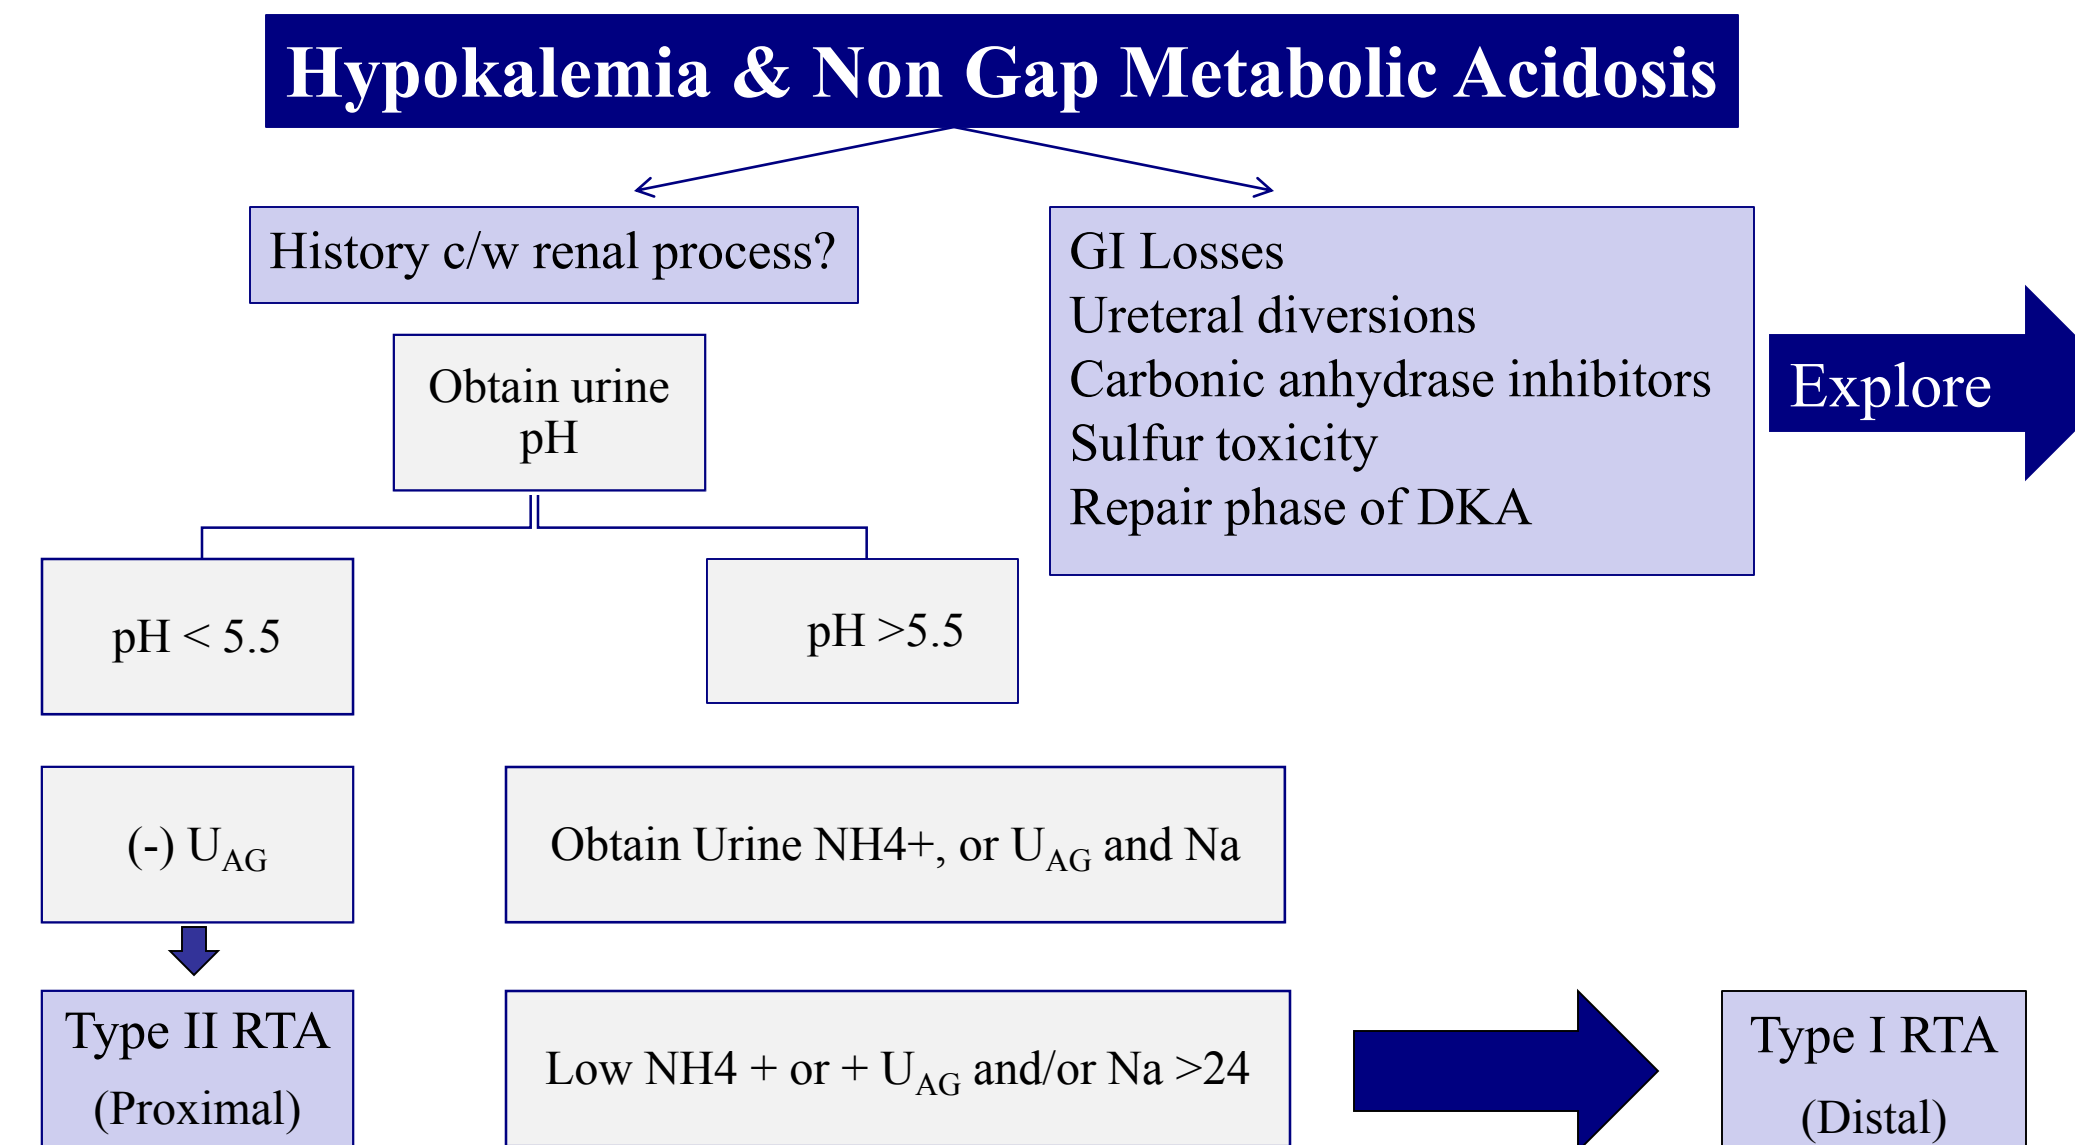 Hypokalemia & Non Gap Metabolic Acidosis
History c/w renal process?
GI Losses
Ureteral diversions
Carbonic anhydrase inhibitors
Sulfur toxicity
Repair phase of DKA
Explore
Obtain urine
pH
pH < 5.5
pH >5.5
(-) UAG
Obtain Urine NH4+, or UAG and Na
Type II RTA
(Proximal)
Low NH4 + or + UAG and/or Na >24
Type I RTA
(Distal)